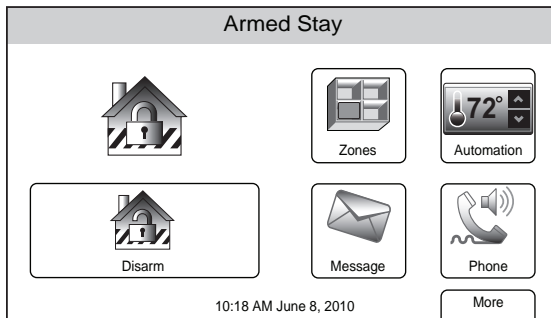 Armed Stay
72°
Zones
Automation
Disarm
Message
Phone
10:18 AM June 8, 2010
More